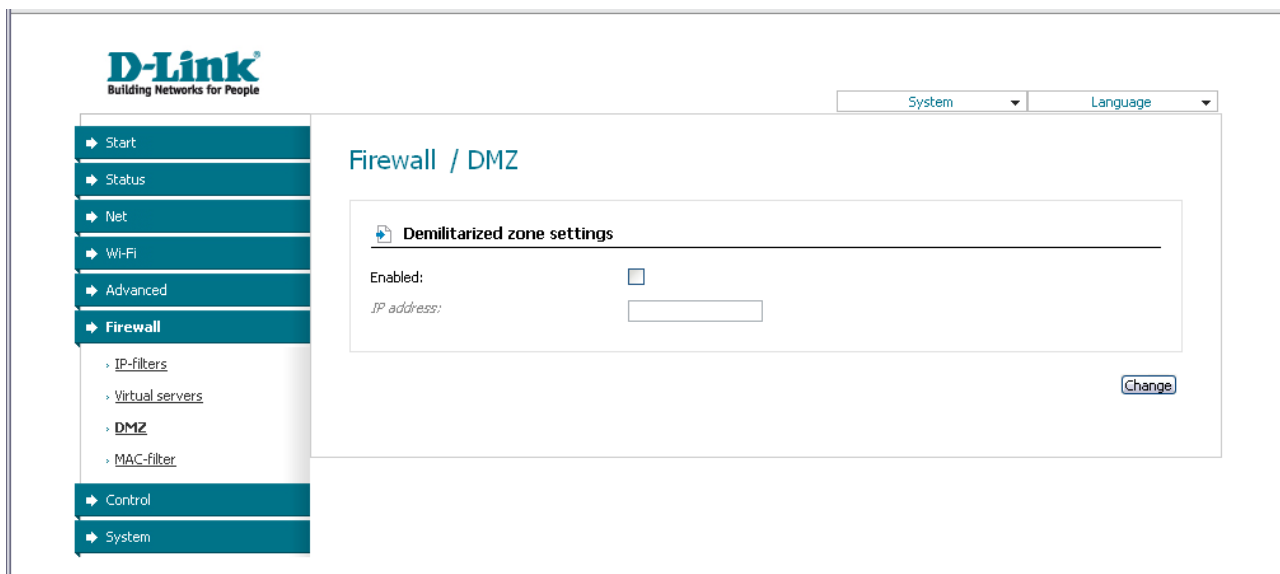 D-Link
Building Networks for People
System
Language
Start
Status
Net
Wi-Fi
Advanced
Firewall
IP-filters
Virtual servers
DMZ
MAC-filter
Control
System
Firewall / DMZ
Demilitarized zone settings
Enabled:
IP address:
Change